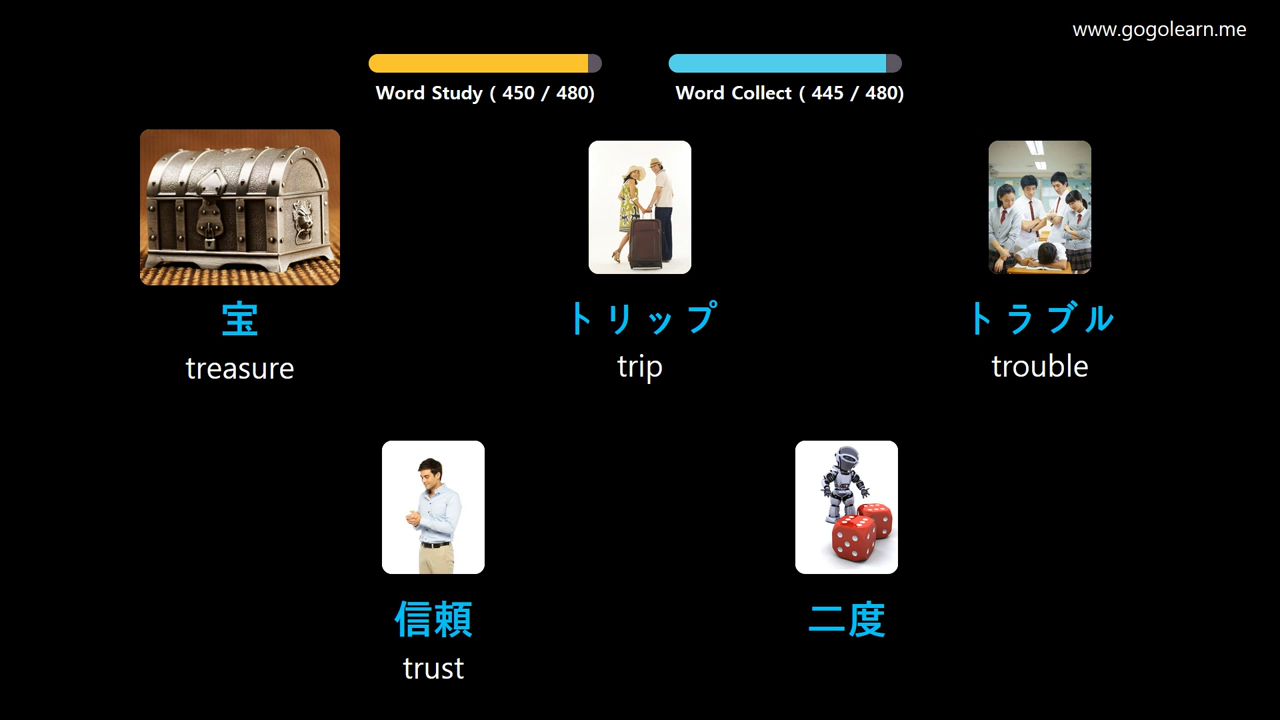 www.gogolearn.me
Word Study ( 450 / 480)
Word Collect ( 445 / 480)
宝
treasure
トリップ
trip
トラブル
trouble
信頼
trust
二度